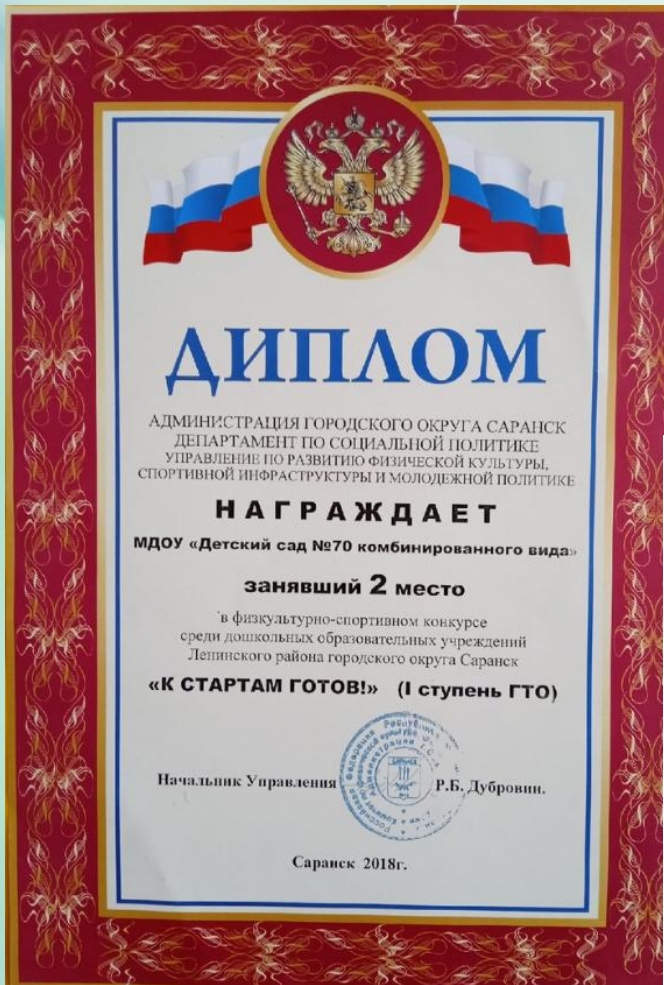 ДИПЛОМ
АДМИНИСТРАЦИЯ ГОРОДСКОГО ОКРУГА САРАНСК
ДЕПАРТАМЕНТ ПО СОЦИАЛЬНОЙ ПОЛИТИКЕ
УПРАВЛЕНИЕ ПО РАЗВИТИЮ ФИЗИЧЕСКОЙ КУЛЬТУРЫ,
СПОРТИВНОЙ ИНФРАСТРУКТУРЫ И МОЛОДЕЖНОЙ ПОЛИТИКЕ
НАГРАЖДАЕТ
МДОУ «Детский сад №70 комбинированного вида»
занявший 2 место
в физкультурно-спортивном конкурсе
среди дошкольных образовательных учреждений
Ленинского района городского округа Саранск
«К СТАРТАМ ГОТОВ!» (I ступень ГТО)
Начальник Управления Р.Б. Дубровин.
Саранск 2018г.